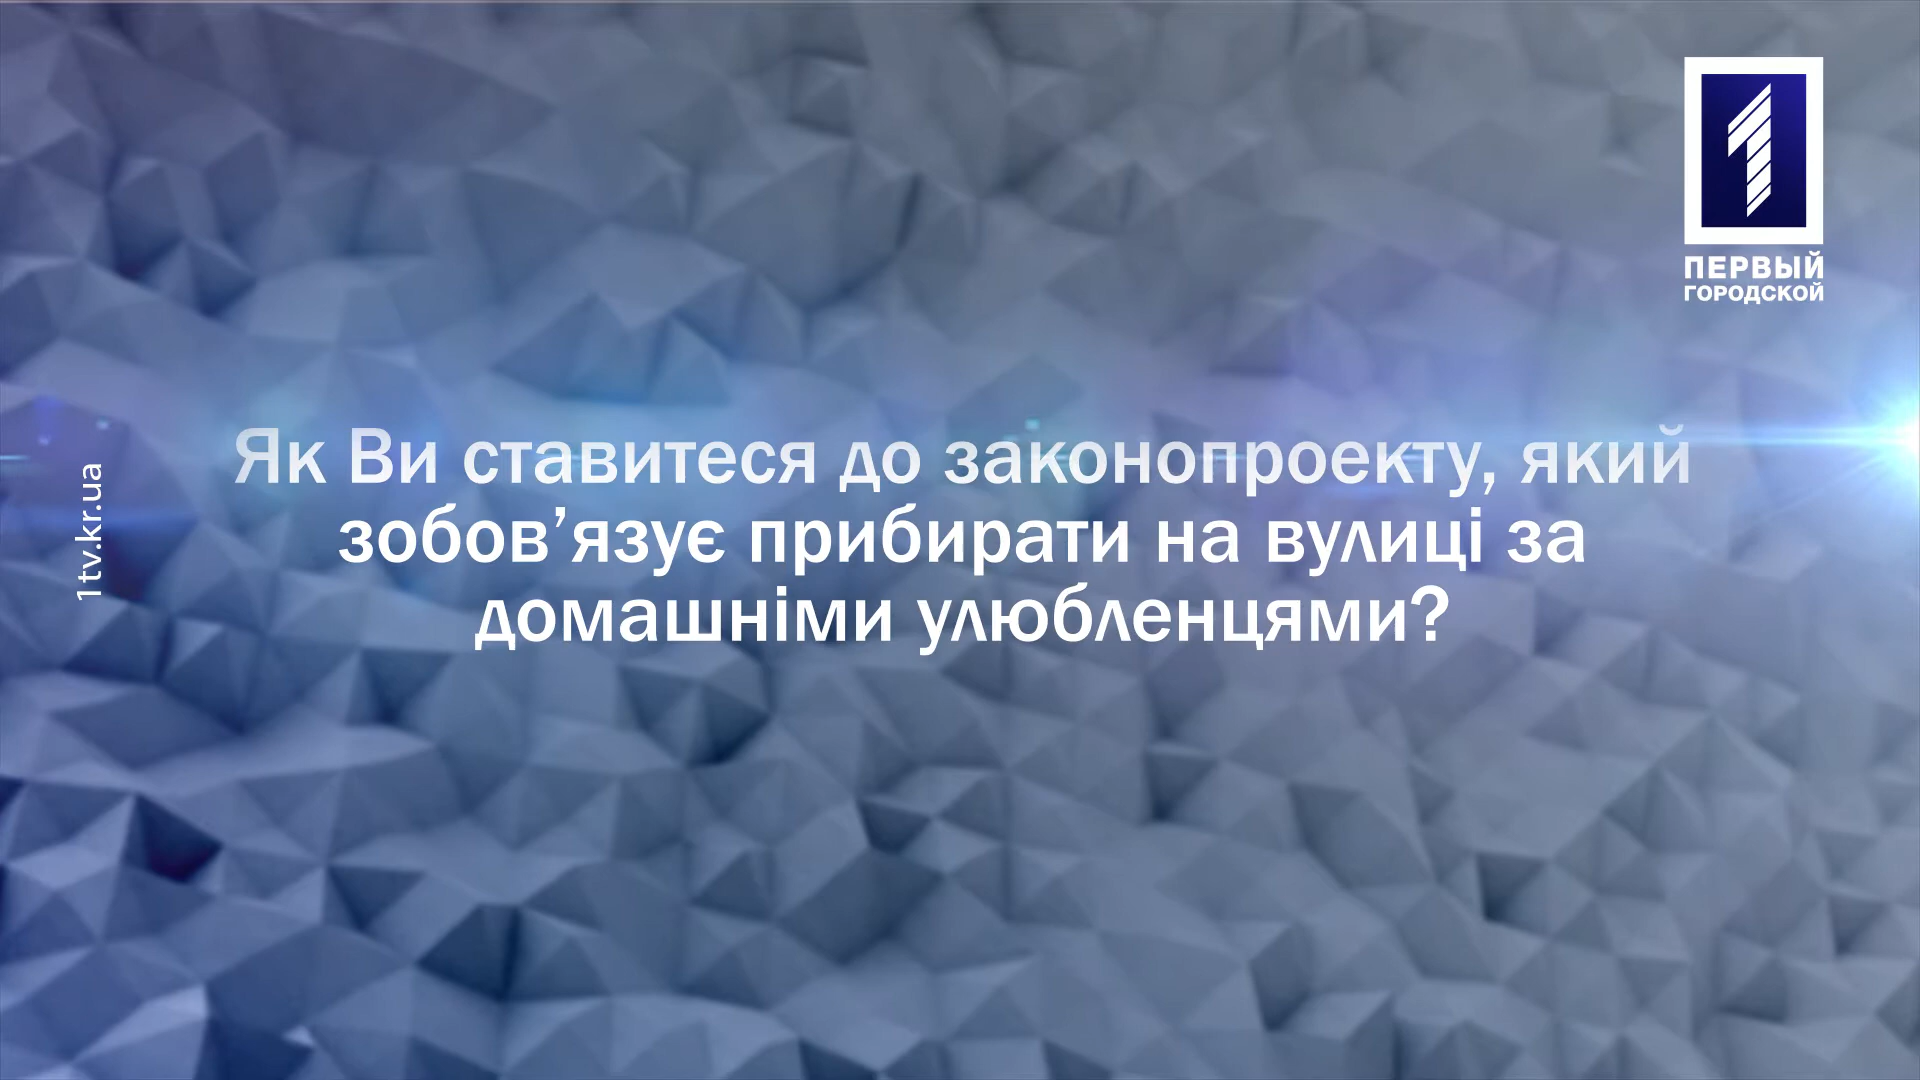 ПЕРВЫЙ
ГОРОДСКОЙ
Як Ви ставитеся до законопроекту, який
зобов’язує прибирати на вулиці за
домашніми улюбленцями?
1tv.kr.ua